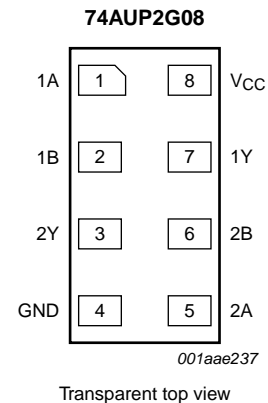 74AUP2G08
1A 1 8 VCC
1B 2 7 1Y
2Y 3 6 2B
GND 4 5 2A
001aae237
Transparent top view